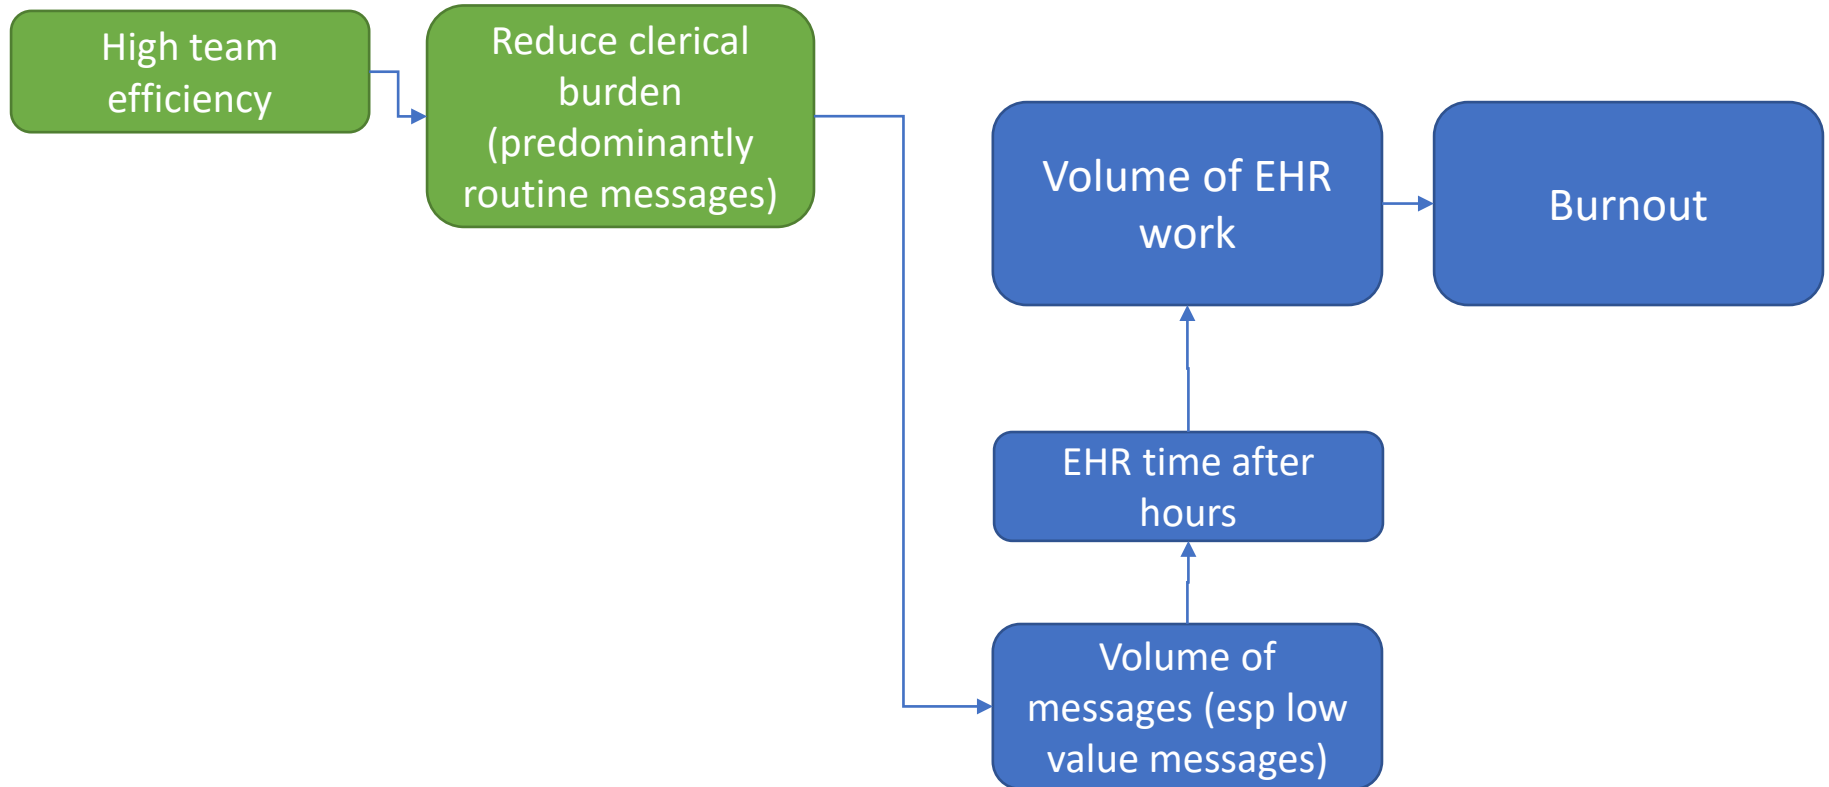 High team
efficiency
Reduce clerical
burden
(predominantly
routine messages)
Volume of EHR
work
Burnout
EHR time after
hours
Volume of
messages (esp low
value messages)